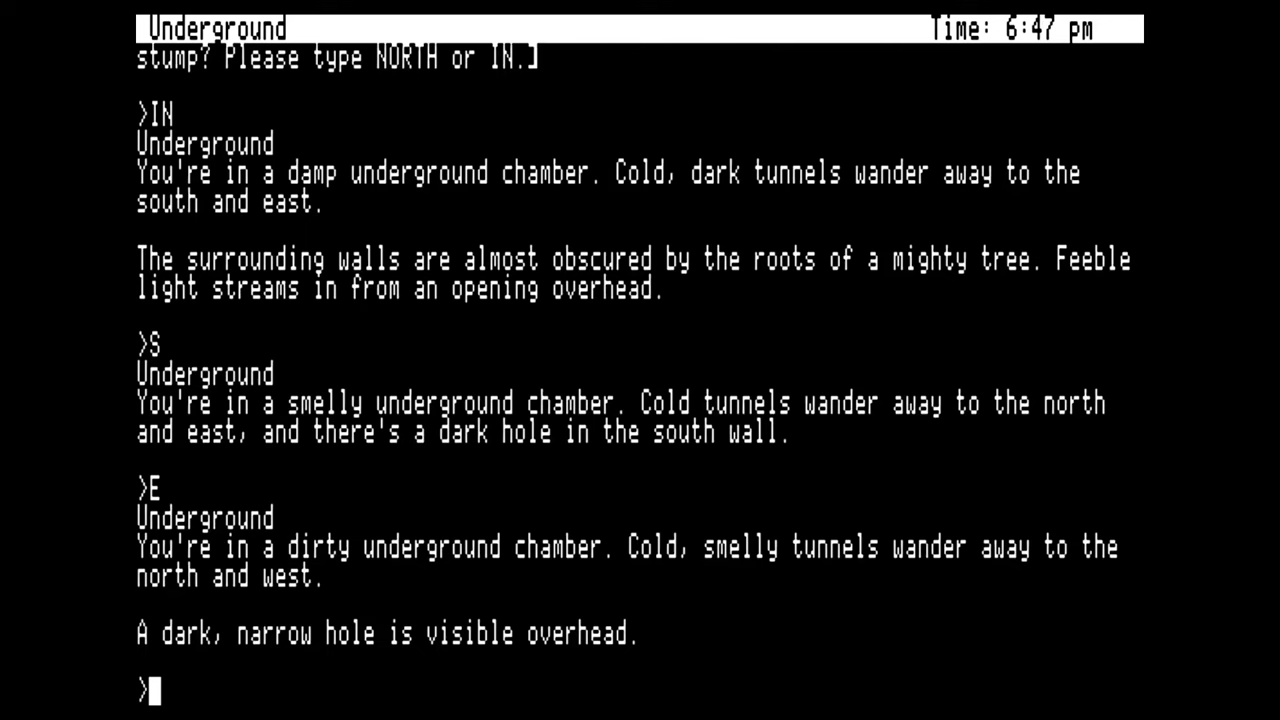 Underground Time: 6:47 pm
stump? Please type NORTH or IN.]
>IN
Underground
You're in a damp underground chamber. Cold, dark tunnels wander away to the
south and east.
The surrounding walls are almost obscured by the roots of a mighty tree. Feeble
light streams in from an opening overhead.
>S
Underground
You're in a smelly underground chamber. Cold tunnels wander away to the north
and east, and there's a dark hole in the south wall.
>E
Underground
You're in a dirty underground chamber. Cold, smelly tunnels wander away to the
north and west.
A dark, narrow hole is visible overhead.
>